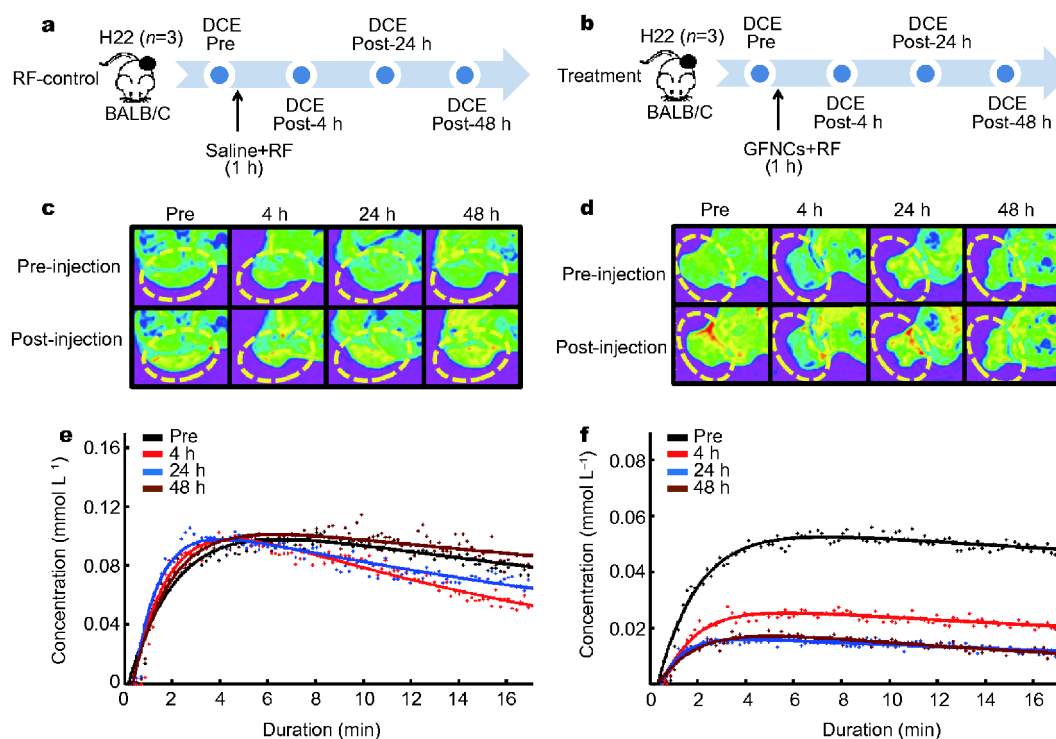 a
H22 (n=3)
DCE
Pre
DCE
Post-24 h
RF-control
BALB/C
DCE
Post-4 h
DCE
Post-48 h
Saline+RF
(1 h)
b
H22 (n=3)
DCE
Pre
DCE
Post-24 h
Treatment
BALB/C
DCE
Post-4 h
DCE
Post-48 h
GFNCs+RF
(1 h)
c
Pre 4 h 24 h 48 h
Pre-injection
Post-injection
d
Pre 4 h 24 h 48 h
Pre-injection
Post-injection
e
Pre
4 h
24 h
48 h
Concentration (mmol L⁻¹)
0.16
0.12
0.08
0.04
0
0 2 4 6 8 10 12 14 16
Duration (min)
f
Pre
4 h
24 h
48 h
Concentration (mmol L⁻¹)
0.08
0.06
0.04
0.02
0 2 4 6 8 10 12 14 16
Duration (min)